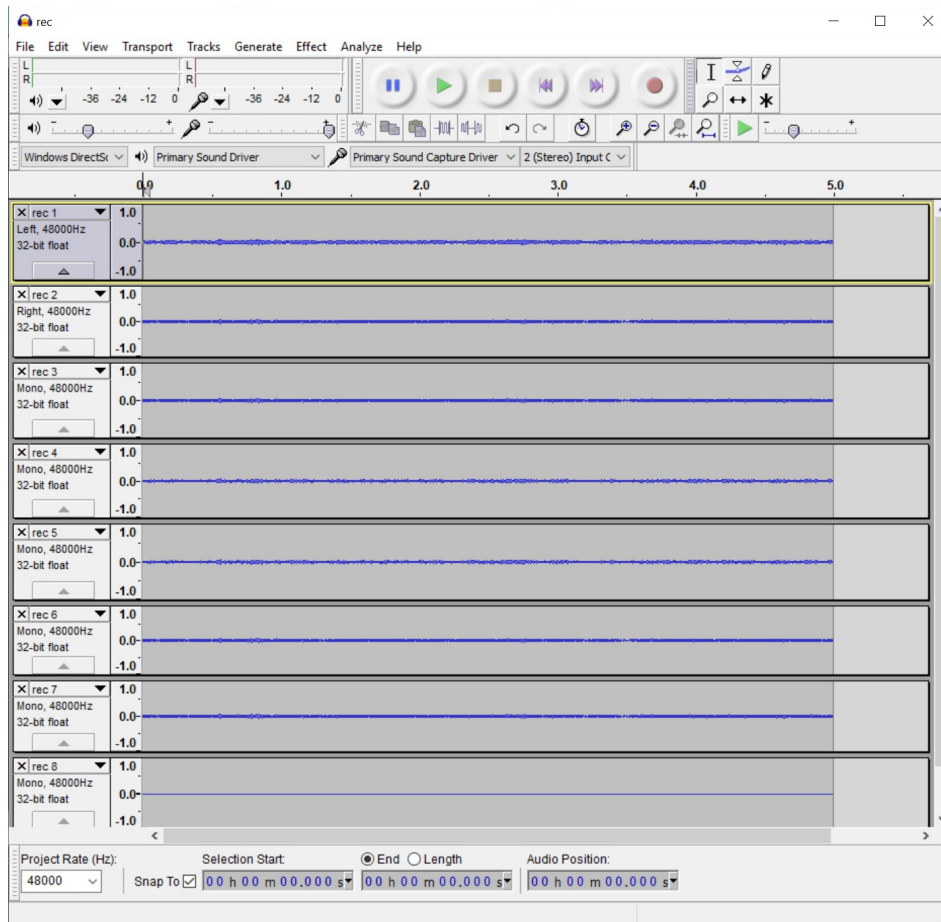 rec
File Edit View Transport Tracks Generate Effect Analyze Help
L
R
-36 -24 -12 0
L
R
-36 -24 -12 0
Windows DirectSo
Primary Sound Driver
Primary Sound Capture Driver
2 (Stereo) Input C
0,0 1.0 2.0 3.0 4.0 5.0
rec 1
Left, 48000Hz
32-bit float
1.0
0.0
-1.0
rec 2
Right, 48000Hz
32-bit float
1.0
0.0
-1.0
rec 3
Mono, 48000Hz
32-bit float
1.0
0.0
-1.0
rec 4
Mono, 48000Hz
32-bit float
1.0
0.0
-1.0
rec 5
Mono, 48000Hz
32-bit float
1.0
0.0
-1.0
rec 6
Mono, 48000Hz
32-bit float
1.0
0.0
-1.0
rec 7
Mono, 48000Hz
32-bit float
1.0
0.0
-1.0
rec 8
Mono, 48000Hz
32-bit float
1.0
0.0
-1.0
Project Rate (Hz):
48000
Snap To
Selection Start:
00 h 00 m 00.000 s
End Length
00 h 00 m 00.000 s
Audio Position:
00 h 00 m 00.000 s